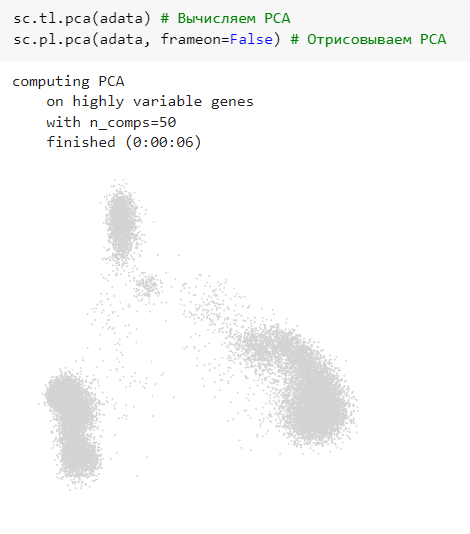 sc.tl.pca(adata) # Вычисляем PCA
sc.pl.pca(adata, frameon=False) # Отрисовываем PCA
computing PCA
    on highly variable genes
    with n_comps=50
    finished (0:00:06)